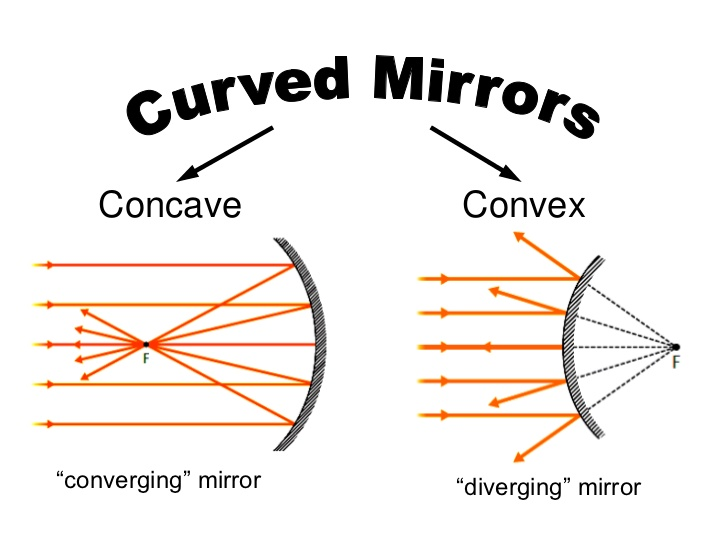 Curved Mirrors
Concave
Convex
F
F
“converging” mirror
“diverging” mirror